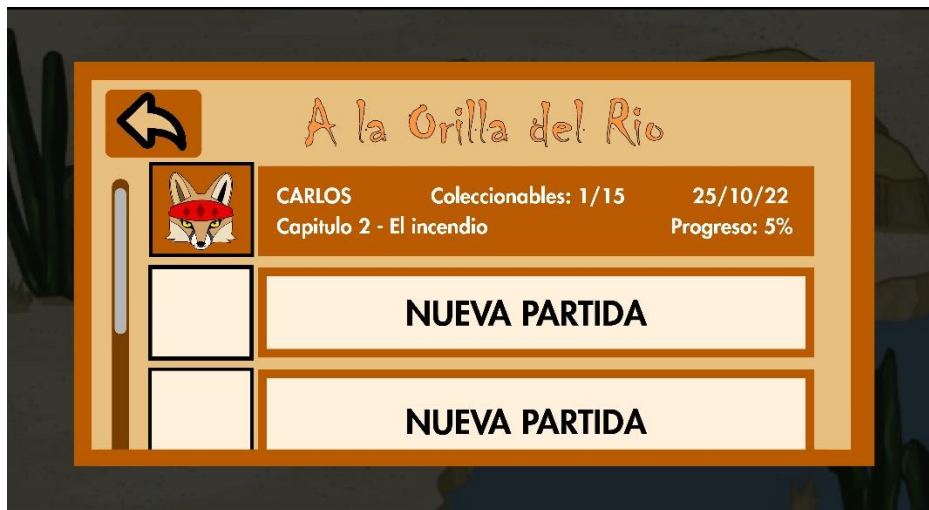 A la Orilla del Rio
CARLOS Coleccionables: 1/15 25/10/22
Capitulo 2 - El incendio Progreso: 5%
NUEVA PARTIDA
NUEVA PARTIDA